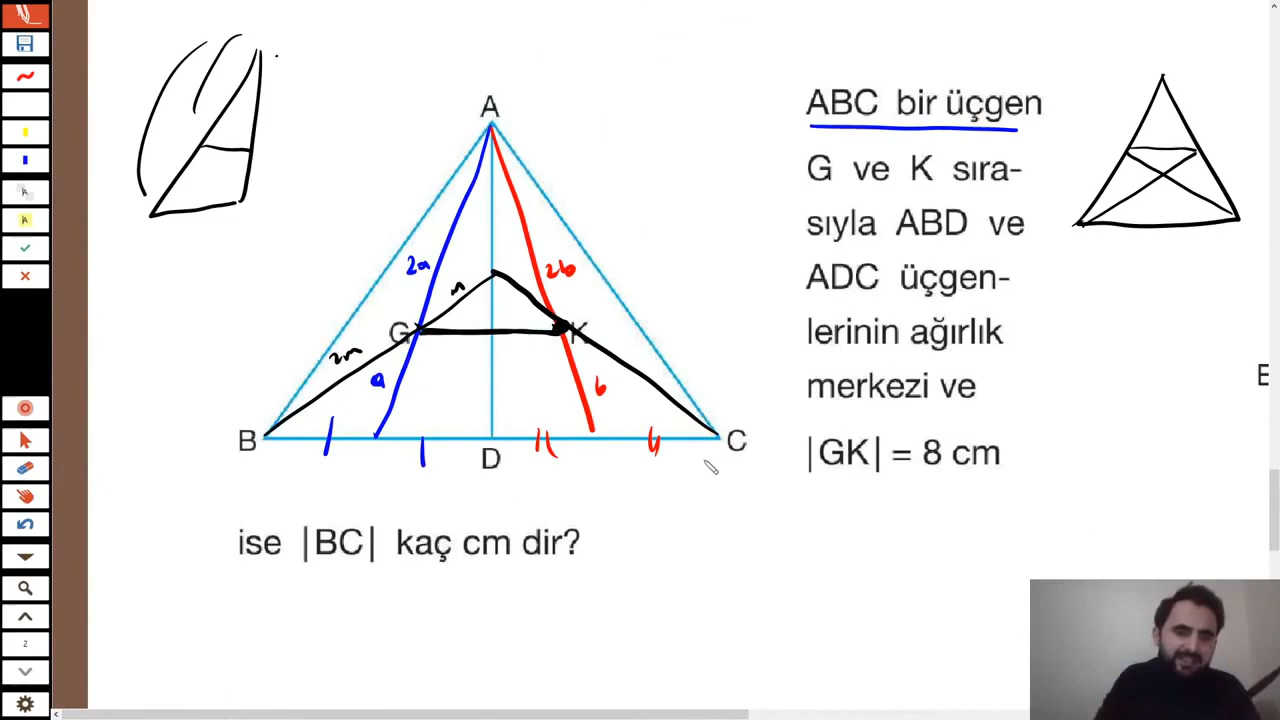 A
ABC bir üçgen
G ve K sıra-
sıyla ABD ve
ADC üçgen-
lerinin ağırlık
merkezi ve
|GK| = 8 cm
2a
2b
n
G
K
a
b
B
D
C
E
ise |BC| kaç cm dir?
A
A
2